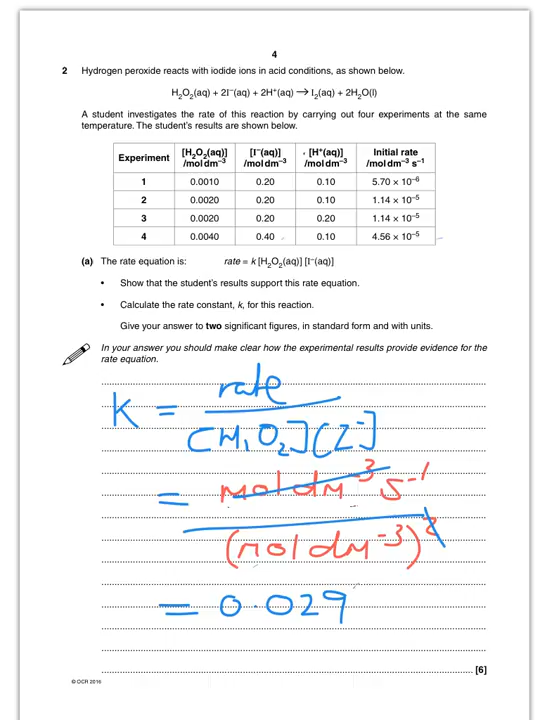 4
2 Hydrogen peroxide reacts with iodide ions in acid conditions, as shown below.
H₂O₂(aq) + 2I⁻(aq) + 2H⁺(aq) → I₂(aq) + 2H₂O(l)
A student investigates the rate of this reaction by carrying out four experiments at the same
temperature. The student's results are shown below.
Experiment [H₂O₂(aq)] /mol dm⁻³ [I⁻(aq)] /mol dm⁻³ [H⁺(aq)] /mol dm⁻³ Initial rate /mol dm⁻³ s⁻¹
1 0.0010 0.20 0.10 5.70 × 10⁻⁶
2 0.0020 0.20 0.10 1.14 × 10⁻⁵
3 0.0020 0.20 0.20 1.14 × 10⁻⁵
4 0.0040 0.40 0.10 4.56 × 10⁻⁵
(a) The rate equation is: rate = k [H₂O₂(aq)] [I⁻(aq)]
• Show that the student's results support this rate equation.
• Calculate the rate constant, k, for this reaction.
Give your answer to two significant figures, in standard form and with units.
In your answer you should make clear how the experimental results provide evidence for the
rate equation.
K = rate
[H₂O₂][I⁻]
= mol dm⁻³ s⁻¹
(mol dm⁻³)²
= 0.029
[6]
© OCR 2016